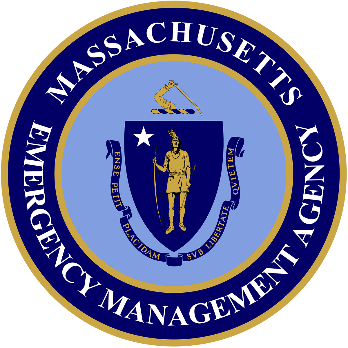 MASSACHUSETTS
EMERGENCY MANAGEMENT AGENCY
ENSE PETIT PLACIDAM SVB LIBERTATE QVIETEM